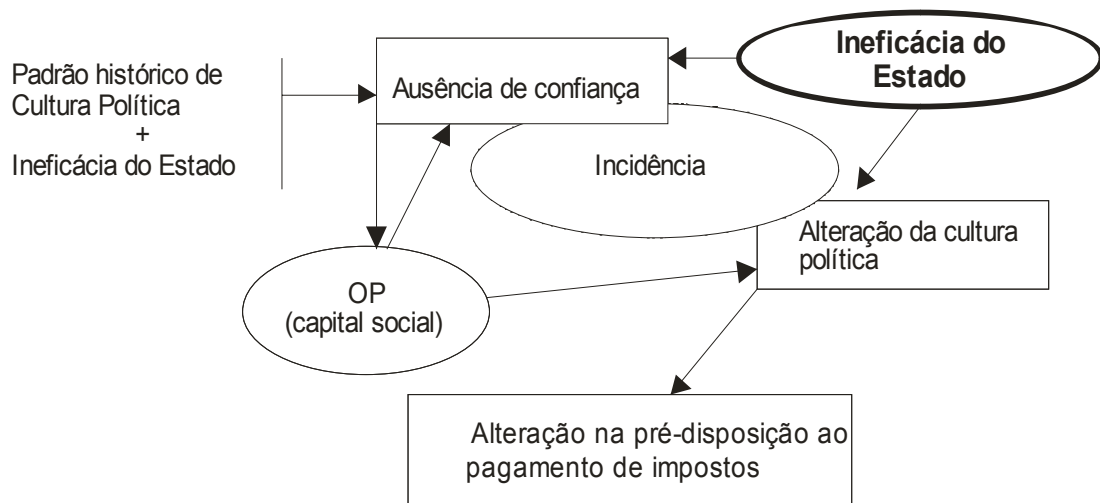 Padrão histórico de
Cultura Política
+
Ineficácia do Estado
Ausência de confiança
Ineficácia do
Estado
Incidência
Alteração da cultura
política
OP
(capital social)
Alteração na pré-disposição ao
pagamento de impostos